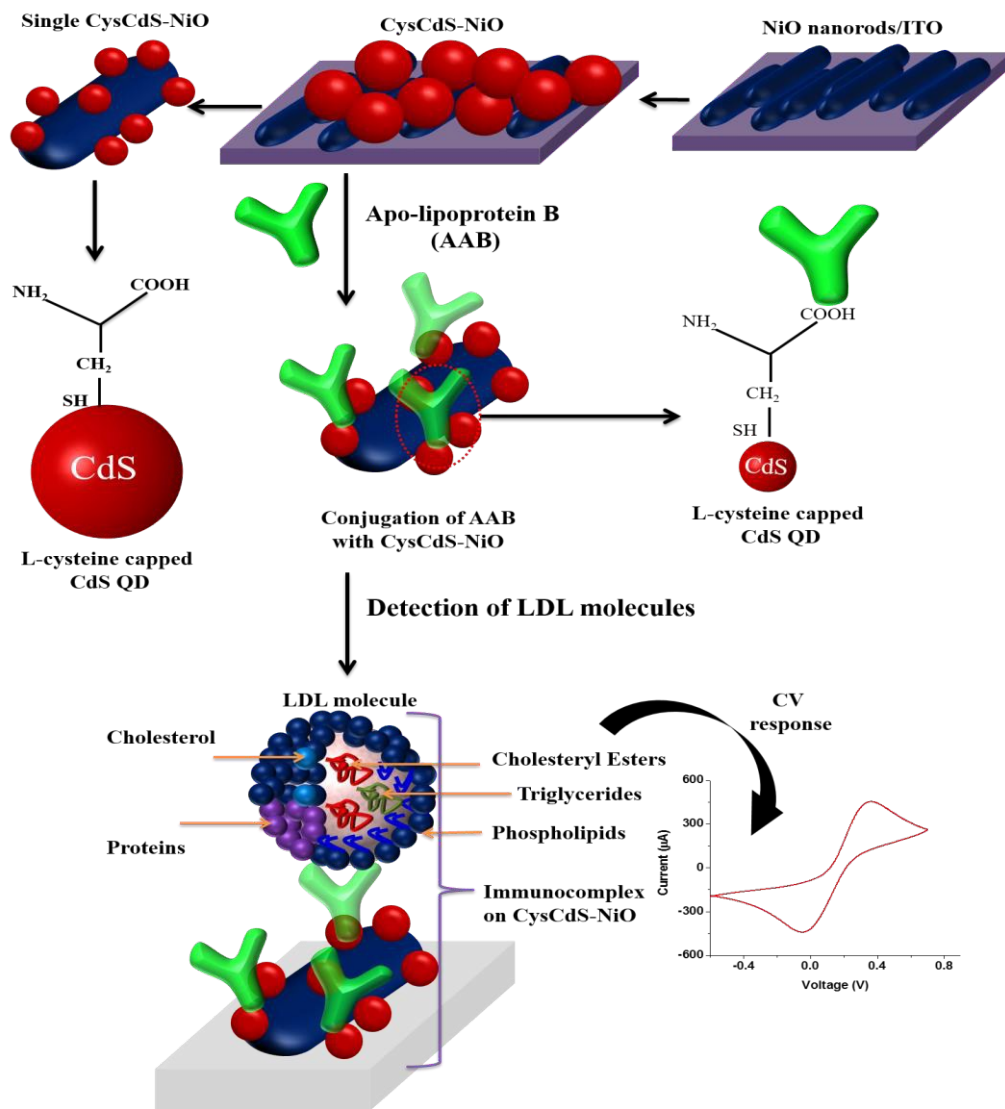 Single CysCdS-NiO
CysCdS-NiO
NiO nanorods/ITO
Apo-lipoprotein B
(AAB)
NH₂
COOH
CH₂
SH
CdS
L-cysteine capped
CdS QD
COOH
NH₂
CH₂
SH
CdS
L-cysteine capped
CdS QD
Conjugation of AAB
with CysCdS-NiO
Detection of LDL molecules
LDL molecule
Cholesterol
Proteins
Cholesteryl Esters
Triglycerides
Phospholipids
Immunocomplex
on CysCdS-NiO
CV
response
600
300
0
-300
-600
Current (µA)
-0.4
0.0
0.4
0.8
Voltage (V)